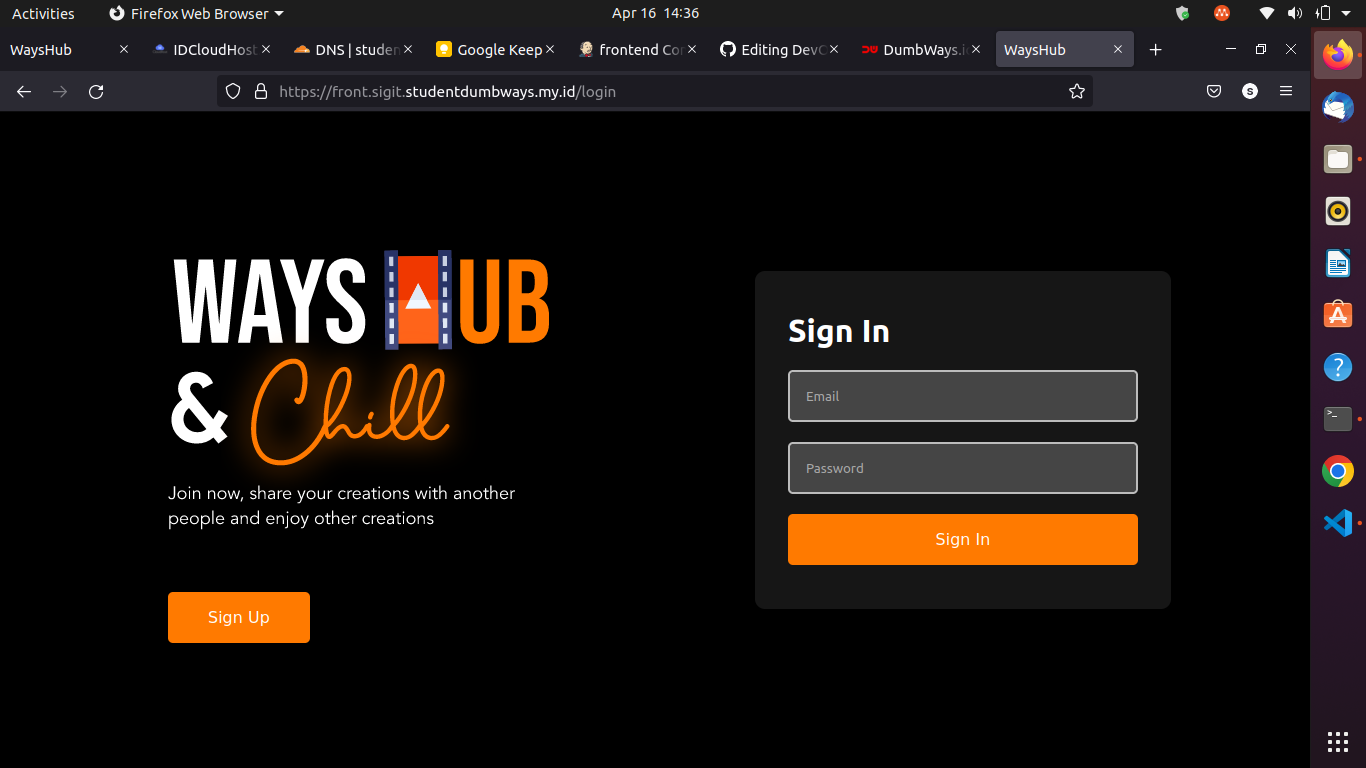 Activities
Firefox Web Browser
Apr 16 14:36
WaysHub
IDCloudHost
DNS | studen
Google Keep
frontend Con
Editing DevO
DumbWays.i
WaysHub
https://front.sigit.studentdumbways.my.id/login
S
WAYS HUB
& Chill
Join now, share your creations with another
people and enjoy other creations
Sign Up
Sign In
Email
Password
Sign In